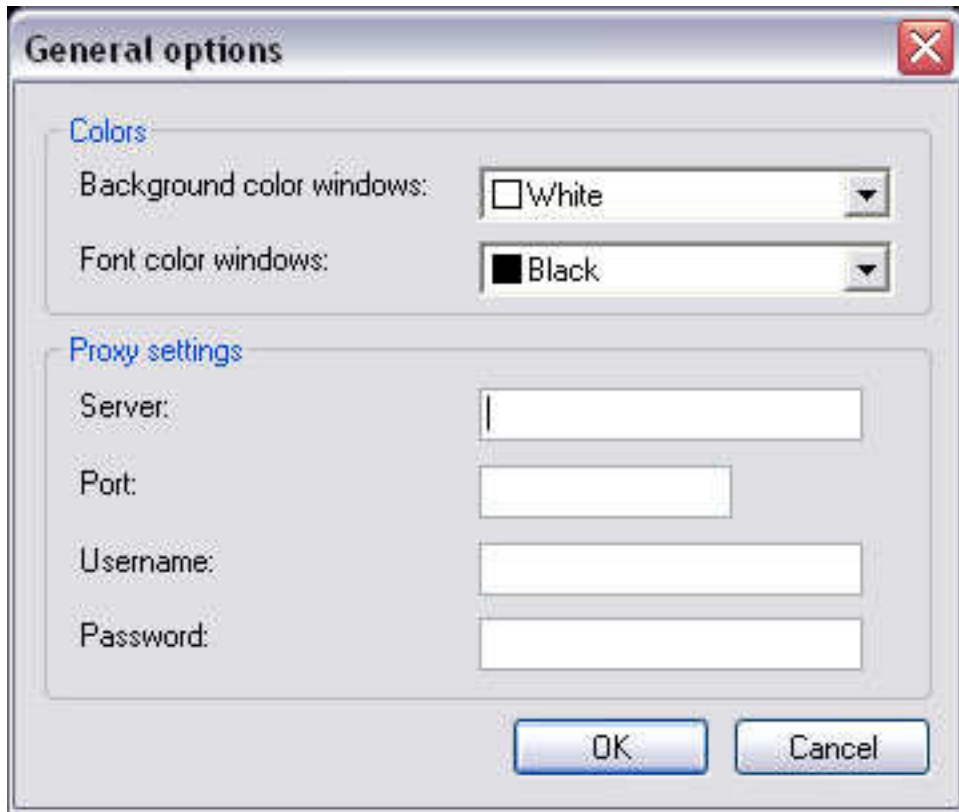 General options
Colors
Background color windows: White
Font color windows: Black
Proxy settings
Server:
Port:
Username:
Password:
OK Cancel